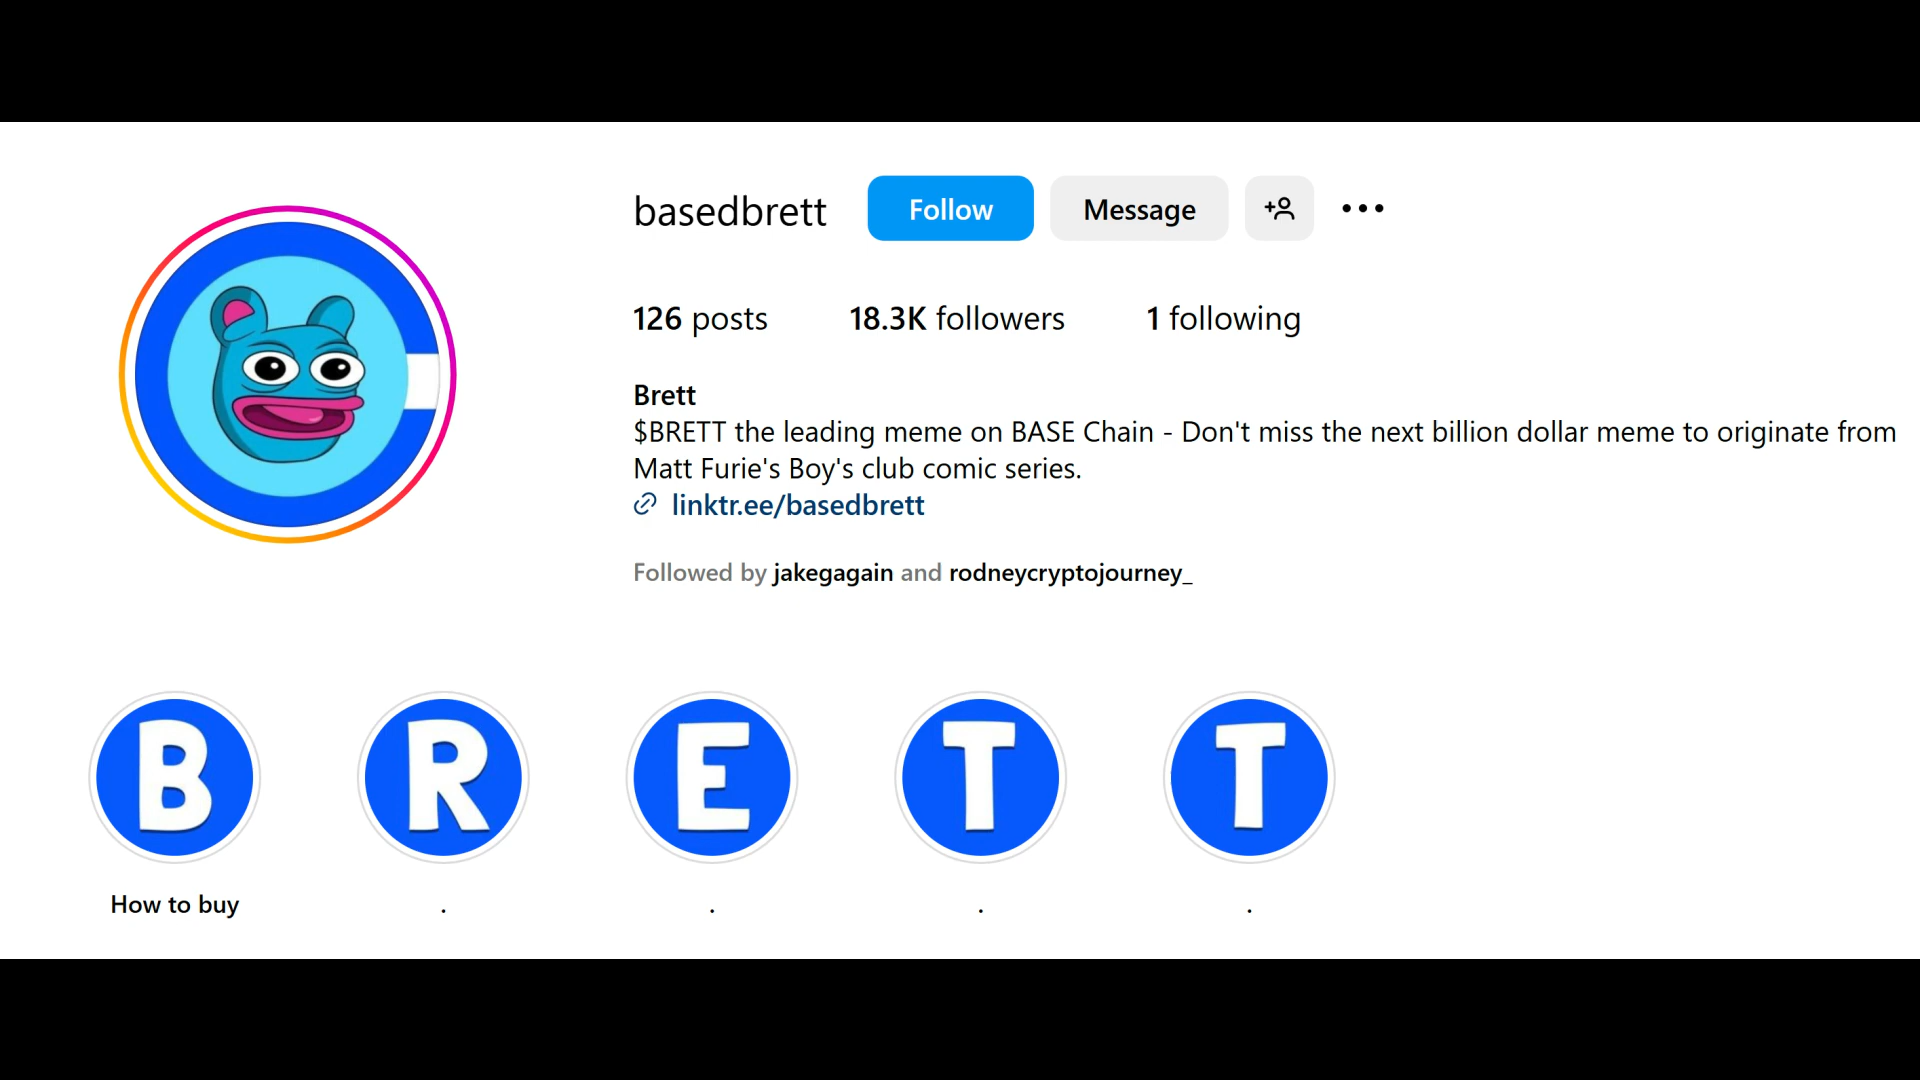 basedbrett Follow Message
126 posts 18.3K followers 1 following
Brett
$BRETT the leading meme on BASE Chain - Don't miss the next billion dollar meme to originate from
Matt Furie's Boy's club comic series.
linktr.ee/basedbrett
Followed by jakegagain and rodneycryptojourney_
B R E T T
How to buy . . . .